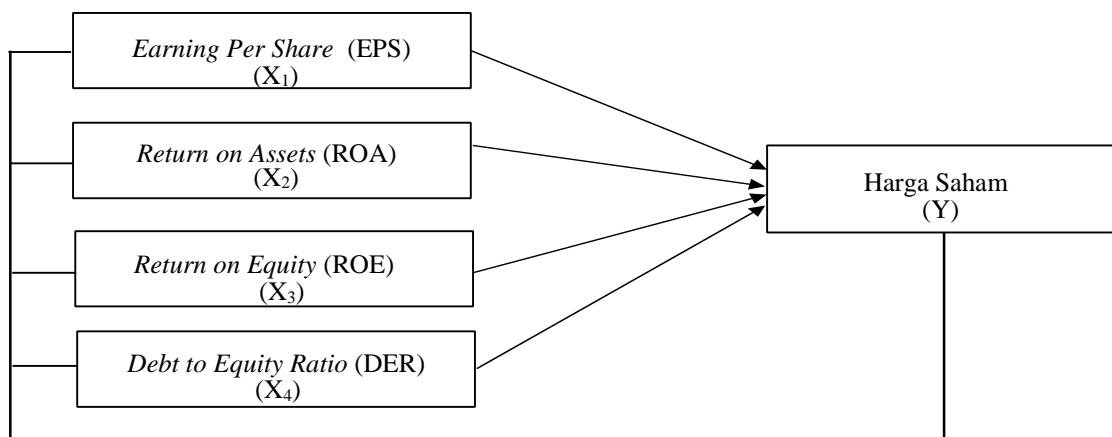 Earning Per Share (EPS)
(X₁)
Return on Assets (ROA)
(X₂)
Harga Saham
(Y)
Return on Equity (ROE)
(X₃)
Debt to Equity Ratio (DER)
(X₄)